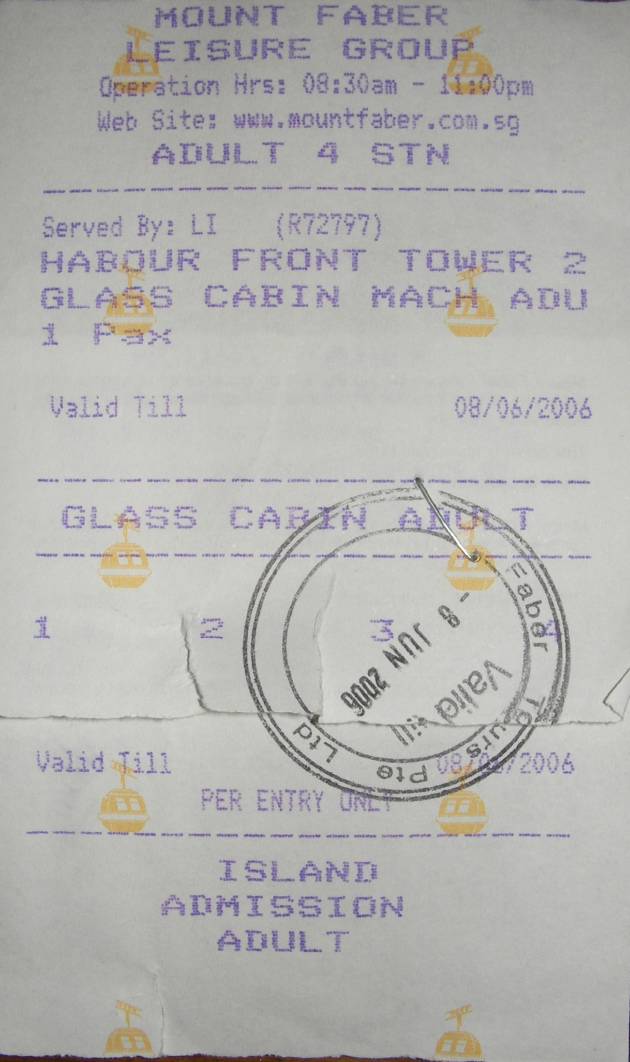 MOUNT FABER
LEISURE GROUP
Operation Hrs: 08:30am - 11:00pm
Web Site: www.mountfaber.com.sg
ADULT 4 STN
Served By: LI (R72797)
HABOUR FRONT TOWER 2
GLASS CABIN MACH ADU
1 Pax
Valid Till 08/06/2006
GLASS CABIN ADULT
1 2 3 4
Faber Tours Pte Ltd
- 8 JUN 2006
Valid till
Valid Till 08/06/2006
PER ENTRY ONLY
ISLAND
ADMISSION
ADULT